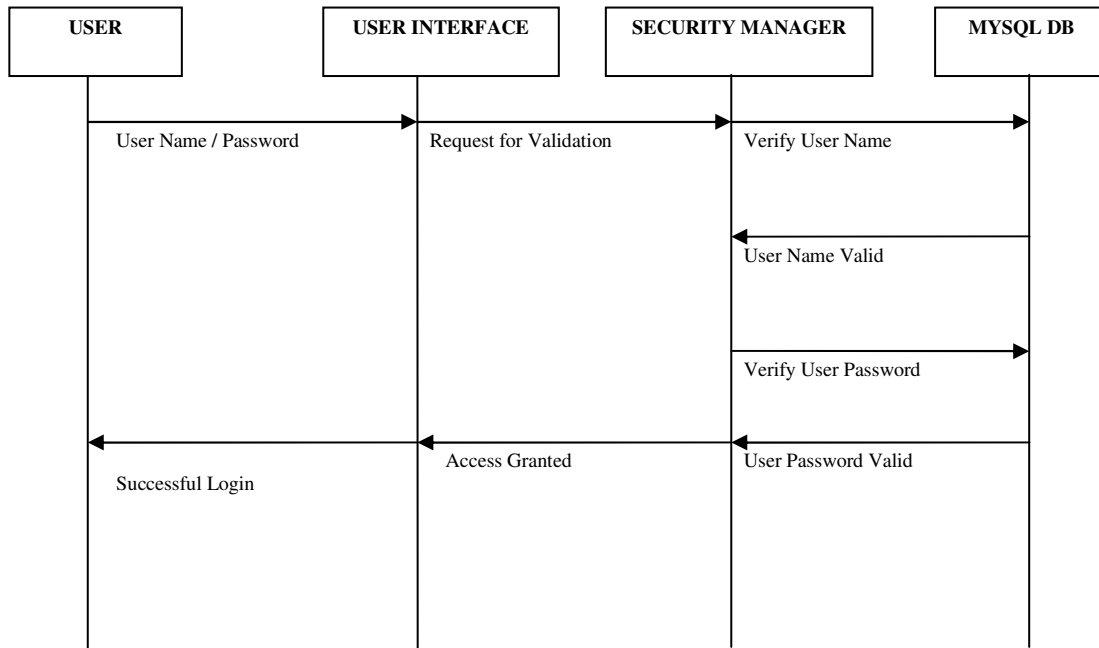 USER
USER INTERFACE
SECURITY MANAGER
MYSQL DB
User Name / Password
Request for Validation
Verify User Name
User Name Valid
Verify User Password
Access Granted
User Password Valid
Successful Login